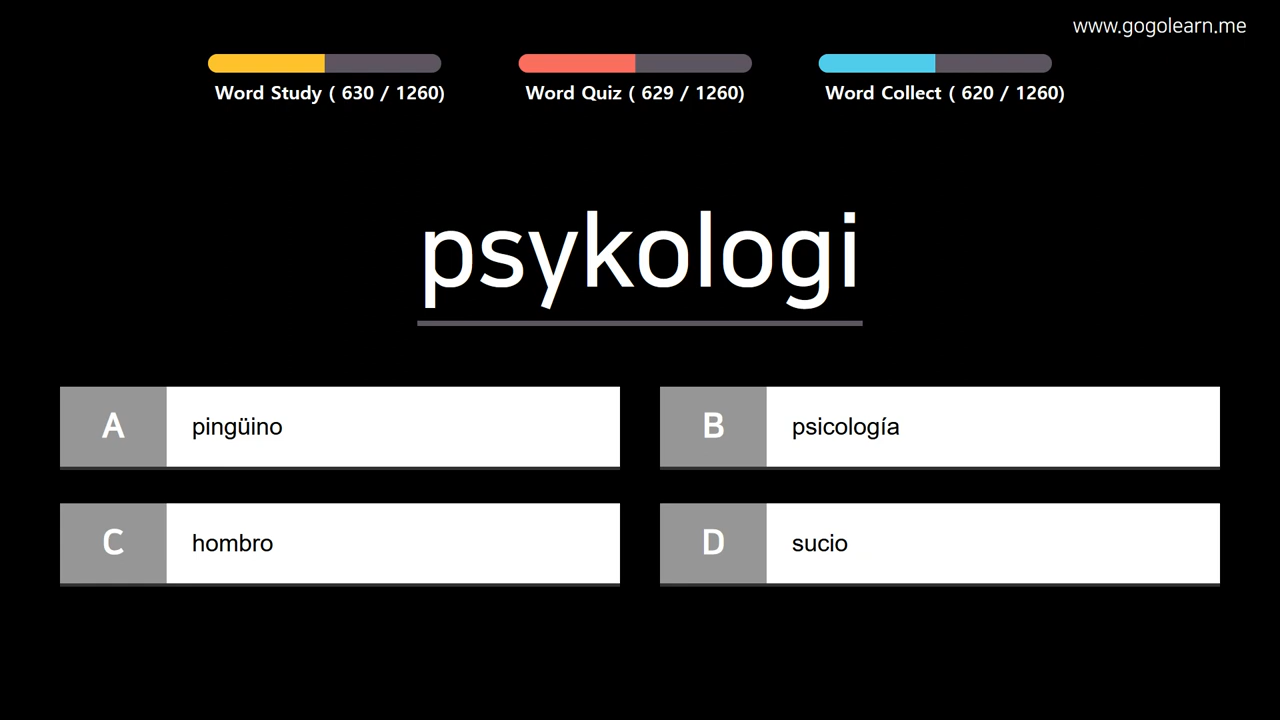 www.gogolearn.me
Word Study ( 630 / 1260)
Word Quiz ( 629 / 1260)
Word Collect ( 620 / 1260)
psykologi
A pingüino
B psicología
C hombro
D sucio